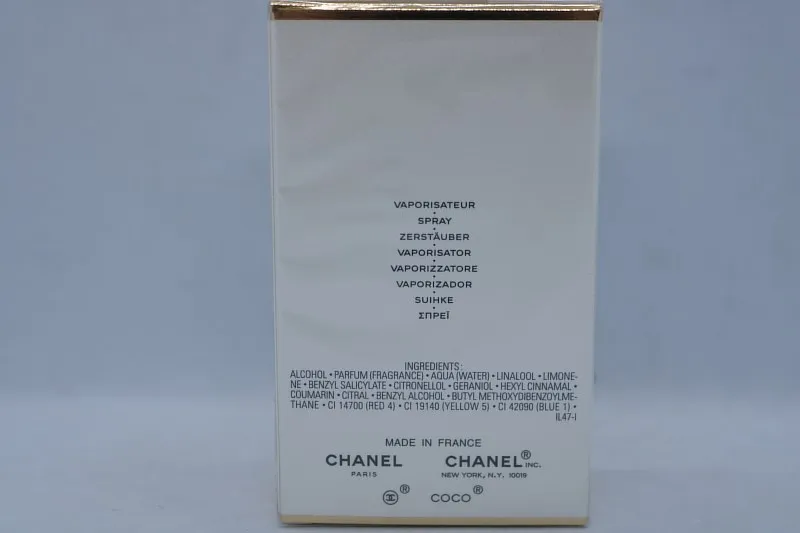 VAPORISATEUR
•
SPRAY
•
ZERSTÄUBER
•
VAPORISATOR
•
VAPORIZZATORE
•
VAPORIZADOR
•
SUIHKE
•
ΣΠΡΕΪ
INGREDIENTS:
ALCOHOL • PARFUM (FRAGRANCE) • AQUA (WATER) • LINALOOL • LIMONE-
NE • BENZYL SALICYLATE • CITRONELLOL • GERANIOL • HEXYL CINNAMAL •
COUMARIN • CITRAL • BENZYL ALCOHOL • BUTYL METHOXYDIBENZOYLME-
THANE • CI 14700 (RED 4) • CI 19140 (YELLOW 5) • CI 42090 (BLUE 1) •
IL47-I
MADE IN FRANCE
CHANEL CHANEL® INC.
PARIS NEW YORK, N.Y. 10019
® COCO®